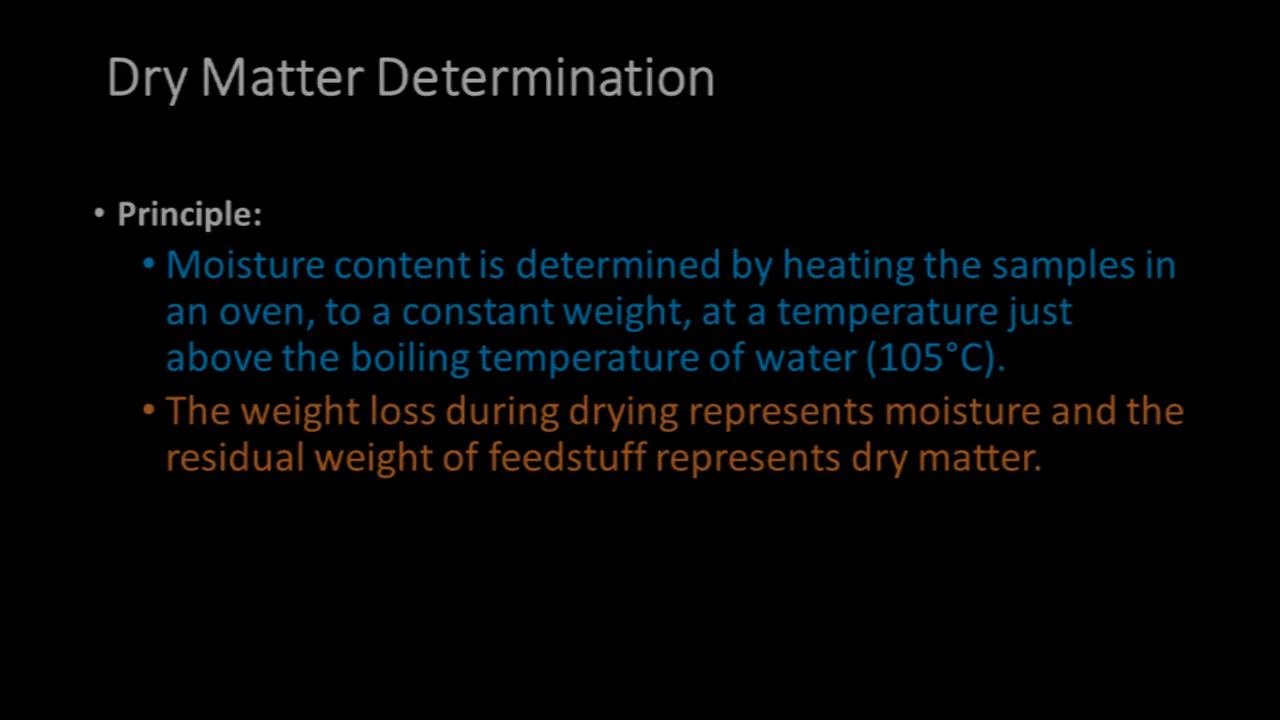 Dry Matter Determination
• Principle:
• Moisture content is determined by heating the samples in
an oven, to a constant weight, at a temperature just
above the boiling temperature of water (105°C).
• The weight loss during drying represents moisture and the
residual weight of feedstuff represents dry matter.